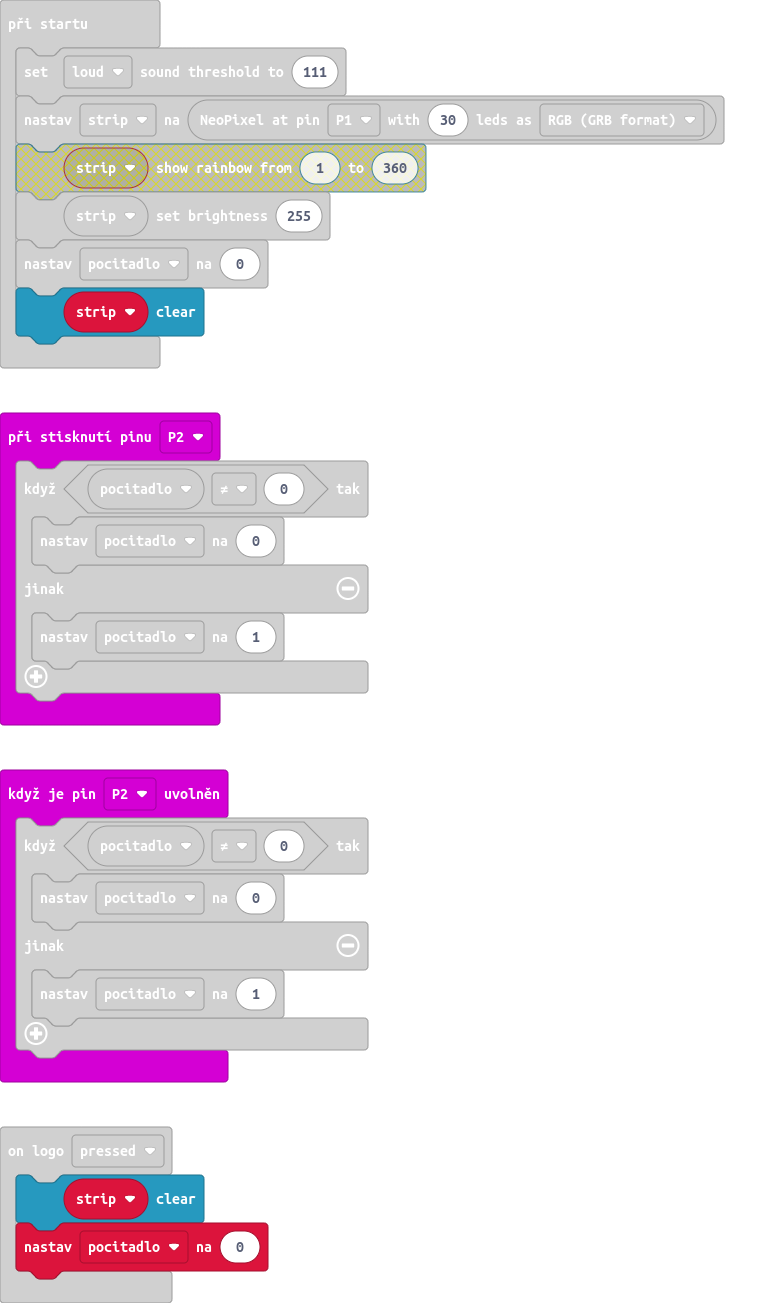 při startu
set loud sound threshold to 111
nastav strip na NeoPixel at pin P1 with 30 leds as RGB (GRB format)
strip show rainbow from 1 to 360
strip set brightness 255
nastav pocitadlo na 0
strip clear
při stisknutí pinu P2
když pocitadlo ≠ 0 tak
nastav pocitadlo na 0
jinak
nastav pocitadlo na 1
když je pin P2 uvolněn
když pocitadlo ≠ 0 tak
nastav pocitadlo na 0
jinak
nastav pocitadlo na 1
on logo pressed
strip clear
nastav pocitadlo na 0